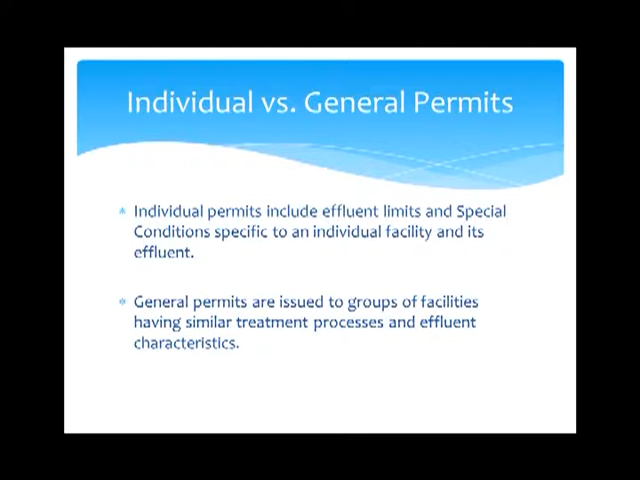 Individual vs. General Permits
Individual permits include effluent limits and Special
Conditions specific to an individual facility and its
effluent.
General permits are issued to groups of facilities
having similar treatment processes and effluent
characteristics.